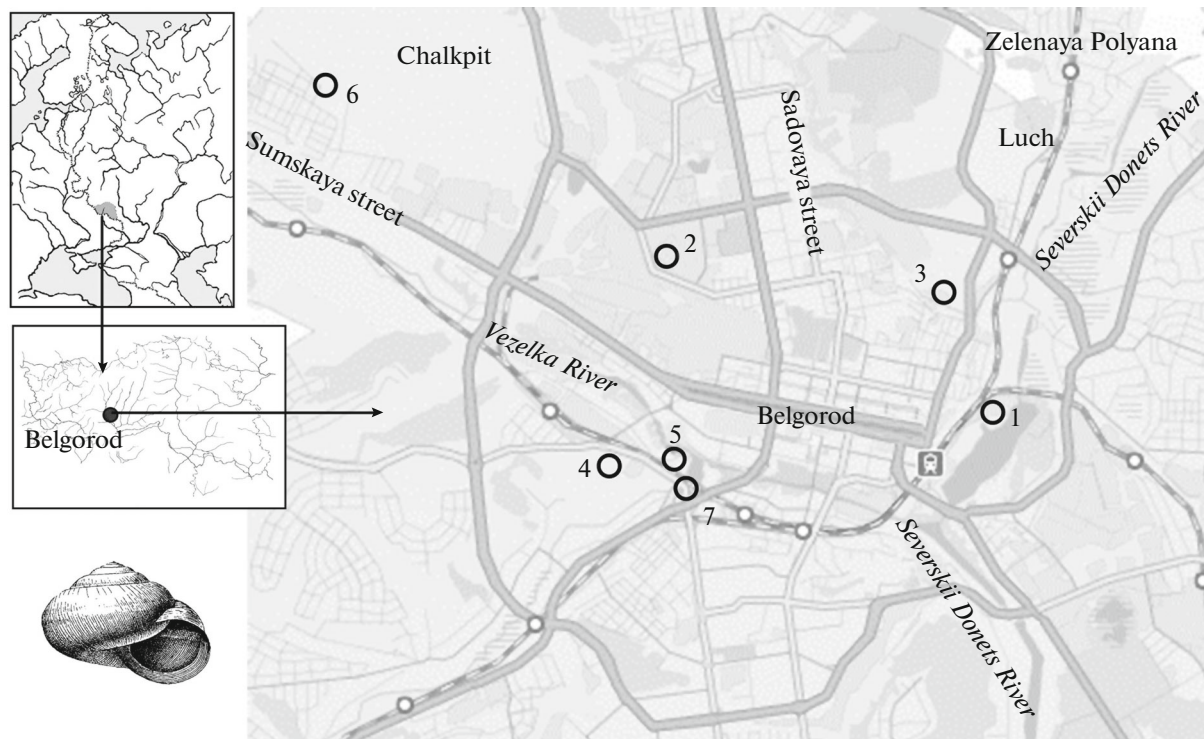 Chalkpit
Zelenaya Polyana
6
Sumskaya street
Sadovaya street
Luch
Severskii Donets River
2
3
Vezelka River
Belgorod
Belgorod
1
5
4
7
Severskii Donets River